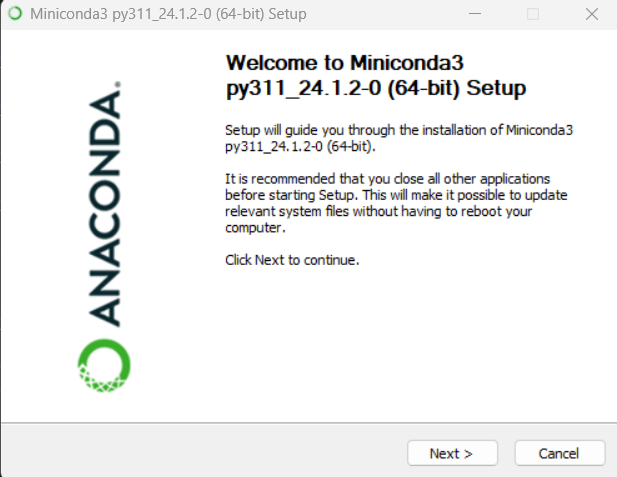 Miniconda3 py311_24.1.2-0 (64-bit) Setup
ANACONDA.
Welcome to Miniconda3
py311_24.1.2-0 (64-bit) Setup
Setup will guide you through the installation of Miniconda3
py311_24.1.2-0 (64-bit).
It is recommended that you close all other applications
before starting Setup. This will make it possible to update
relevant system files without having to reboot your
computer.
Click Next to continue.
Next >
Cancel